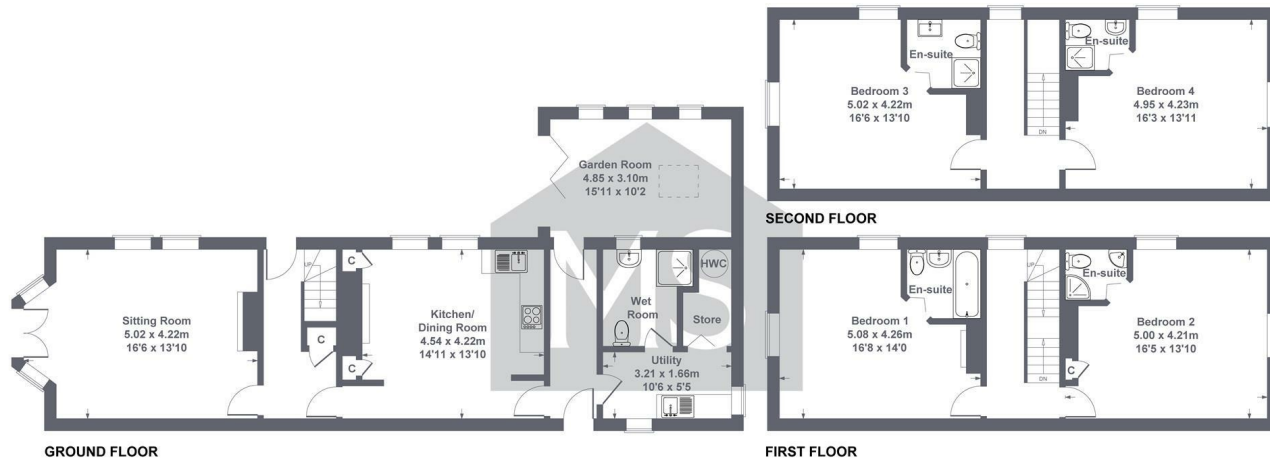 En-suite
En-suite
Bedroom 3
5.02 x 4.22m
16'6 x 13'10
Bedroom 4
4.95 x 4.23m
16'3 x 13'11
DN
SECOND FLOOR
Garden Room
4.85 x 3.10m
15'11 x 10'2
MS
C
UP
HWC
Sitting Room
5.02 x 4.22m
16'6 x 13'10
Kitchen/
Dining Room
4.54 x 4.22m
14'11 x 13'10
Wet
Room
Store
C
C
Utility
3.21 x 1.66m
10'6 x 5'5
GROUND FLOOR
UP
En-suite
En-suite
Bedroom 1
5.08 x 4.26m
16'8 x 14'0
Bedroom 2
5.00 x 4.21m
16'5 x 13'10
C
DN
FIRST FLOOR